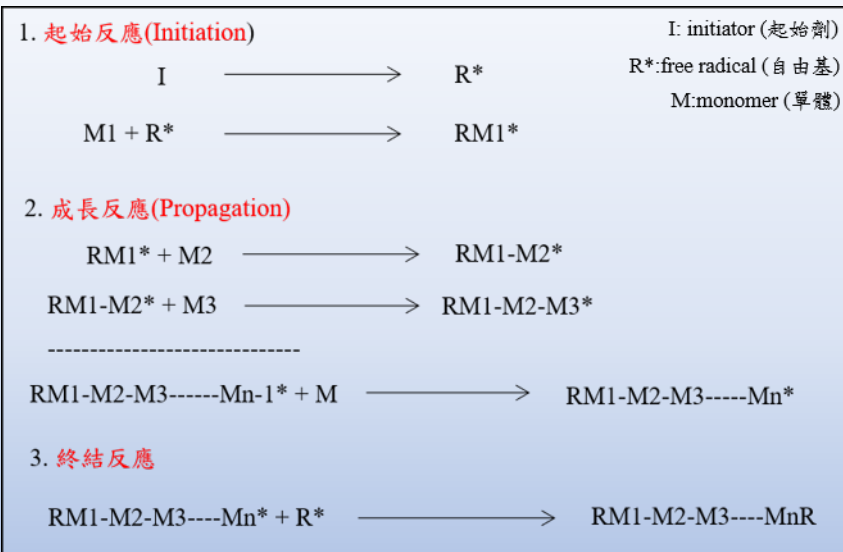 1. 起始反應(Initiation)
I: initiator (起始劑)
I ⟶ R*
R*:free radical (自由基)
M:monomer (單體)
M1 + R* ⟶ RM1*
2. 成長反應(Propagation)
RM1* + M2 ⟶ RM1-M2*
RM1-M2* + M3 ⟶ RM1-M2-M3*
------------------------------
RM1-M2-M3------Mn-1* + M ⟶ RM1-M2-M3-----Mn*
3. 終結反應
RM1-M2-M3----Mn* + R* ⟶ RM1-M2-M3----MnR